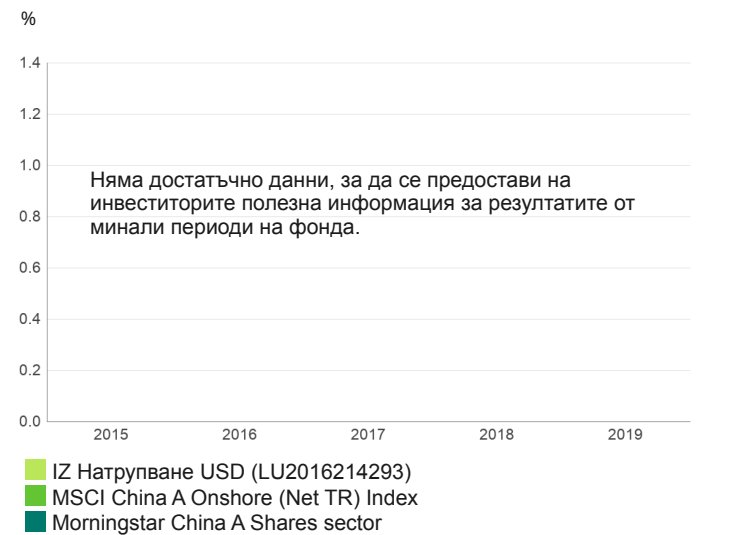 %
1.4
1.2
1.0
Няма достатъчно данни, за да се предостави на
инвеститорите полезна информация за резултатите от
0.8
минали периоди на фонда.
0.6
0.4
0.2
0.0
2015 2016 2017 2018 2019
IZ Натрупване USD (LU2016214293)
MSCI China A Onshore (Net TR) Index
Morningstar China A Shares sector